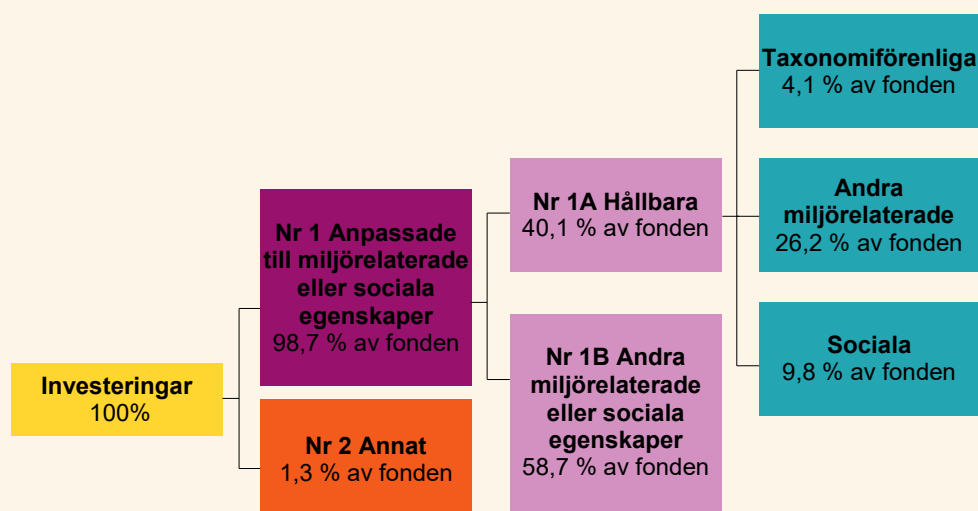 Investeringar
100%
Nr 1 Anpassade
till miljörelaterade
eller sociala
egenskaper
98,7 % av fonden
Nr 2 Annat
1,3 % av fonden
Nr 1A Hållbara
40,1 % av fonden
Nr 1B Andra
miljörelaterade
eller sociala
egenskaper
58,7 % av fonden
Taxonomiförenliga
4,1 % av fonden
Andra
miljörelaterade
26,2 % av fonden
Sociala
9,8 % av fonden